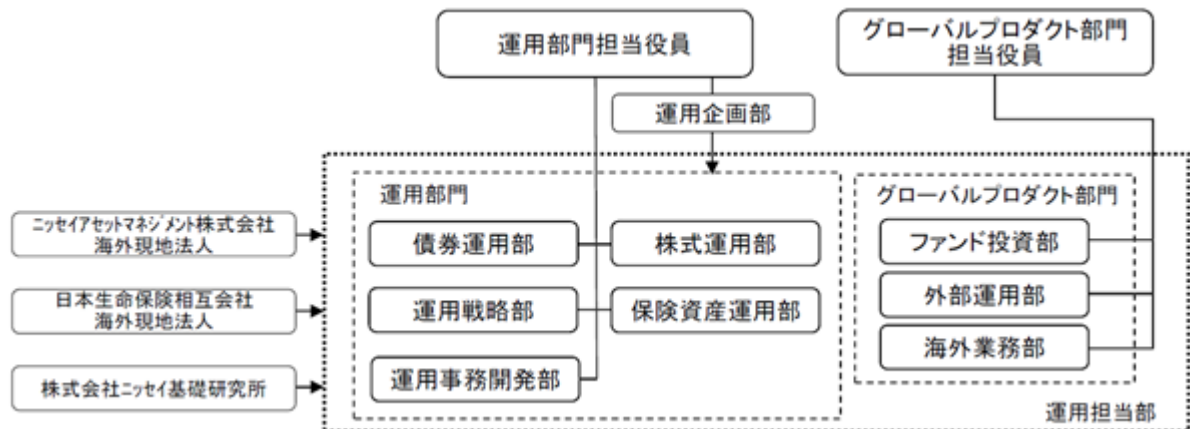 運用部門担当役員
グローバルプロダクト部門
担当役員
運用企画部
運用部門
グローバルプロダクト部門
ニッセイアセットマネジメント株式会社
海外現地法人
債券運用部
株式運用部
ファンド投資部
日本生命保険相互会社
海外現地法人
運用戦略部
保険資産運用部
外部運用部
海外業務部
株式会社ニッセイ基礎研究所
運用事務開発部
運用担当部